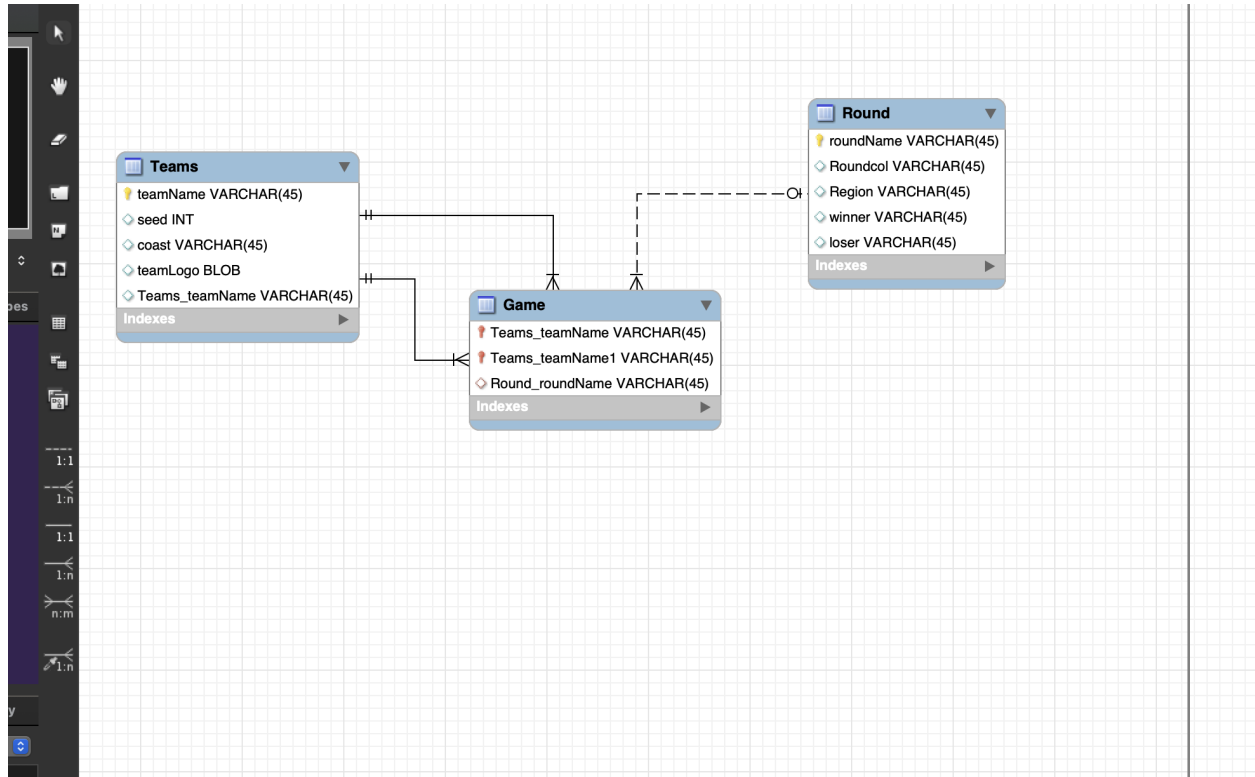 Teams
teamName VARCHAR(45)
seed INT
coast VARCHAR(45)
teamLogo BLOB
Teams_teamName VARCHAR(45)
Indexes
Round
roundName VARCHAR(45)
Roundcol VARCHAR(45)
Region VARCHAR(45)
winner VARCHAR(45)
loser VARCHAR(45)
Indexes
Game
Teams_teamName VARCHAR(45)
Teams_teamName1 VARCHAR(45)
Round_roundName VARCHAR(45)
Indexes
pes
1:1
1:n
1:1
1:n
n:m
1:n
y